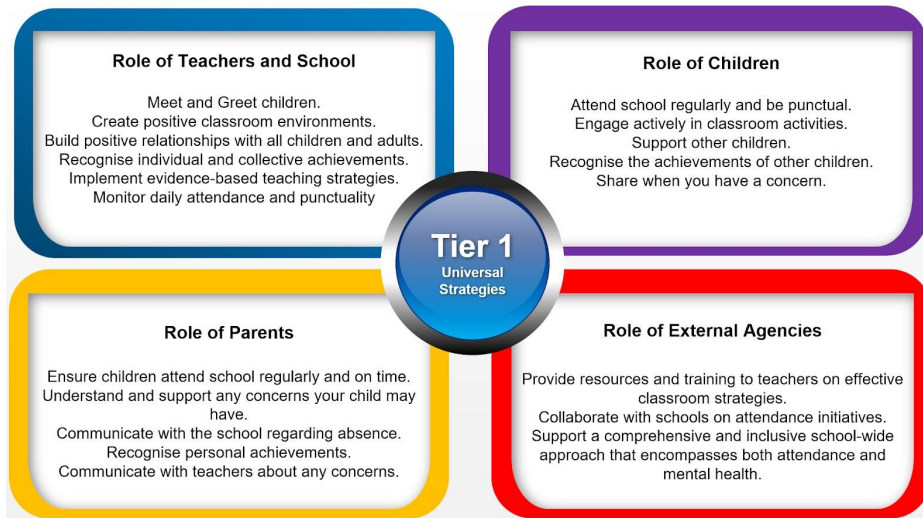 Role of Teachers and School
Meet and Greet children.
Create positive classroom environments.
Build positive relationships with all children and adults.
Recognise individual and collective achievements.
Implement evidence-based teaching strategies.
Monitor daily attendance and punctuality
Role of Children
Attend school regularly and be punctual.
Engage actively in classroom activities.
Support other children.
Recognise the achievements of other children.
Share when you have a concern.
Tier 1
Universal
Strategies
Role of Parents
Ensure children attend school regularly and on time.
Understand and support any concerns your child may
have.
Communicate with the school regarding absence.
Recognise personal achievements.
Communicate with teachers about any concerns.
Role of External Agencies
Provide resources and training to teachers on effective
classroom strategies.
Collaborate with schools on attendance initiatives.
Support a comprehensive and inclusive school-wide
approach that encompasses both attendance and
mental health.